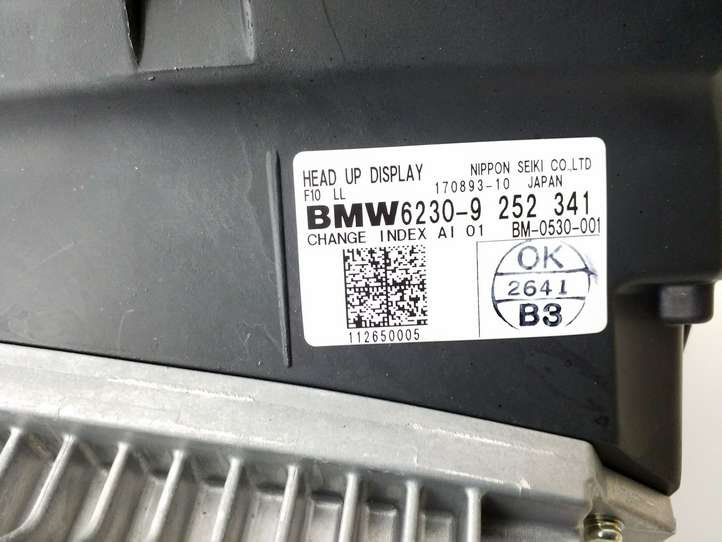 HEAD UP DISPLAY NIPPON SEIKI CO.,LTD
F10 LL 170893-10 JAPAN
BMW 6230-9 252 341
CHANGE INDEX AI 01 BM-0530-001
112650005
OK
2641
B3